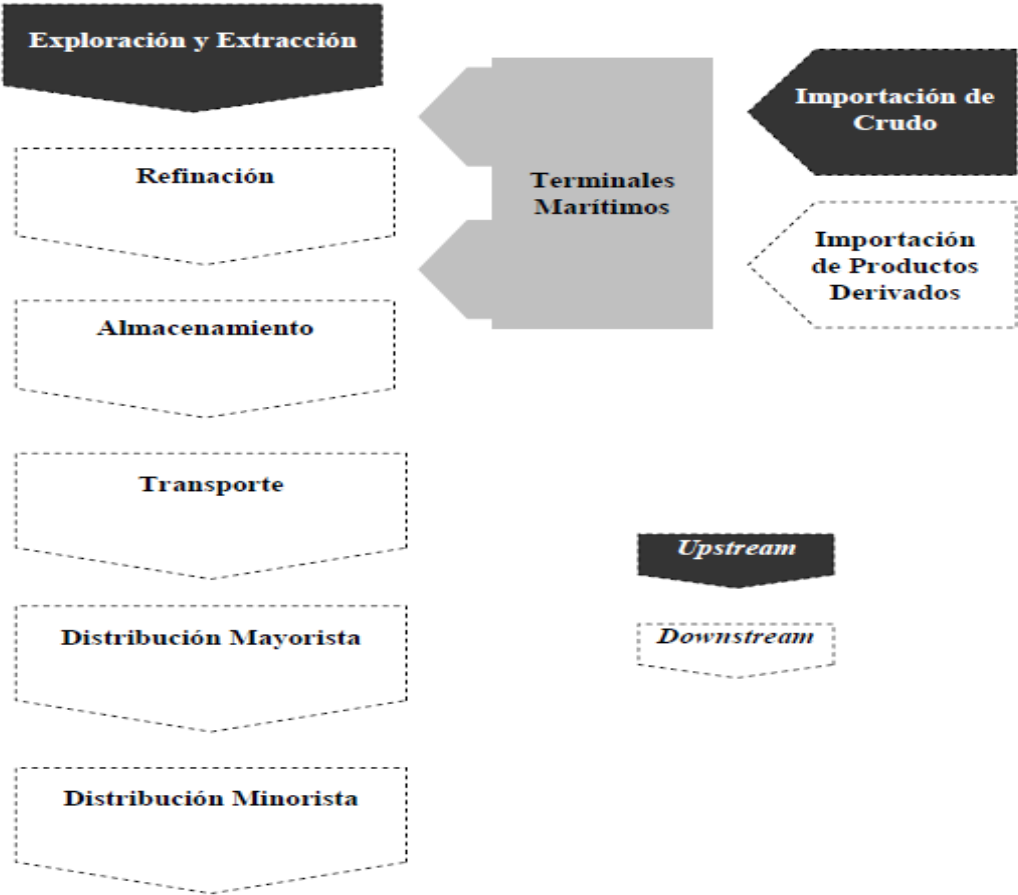 Exploración y Extracción
Refinación
Almacenamiento
Transporte
Distribución Mayorista
Distribución Minorista
Terminales
Marítimos
Importación de
Crudo
Importación
de Productos
Derivados
Upstream
Downstream